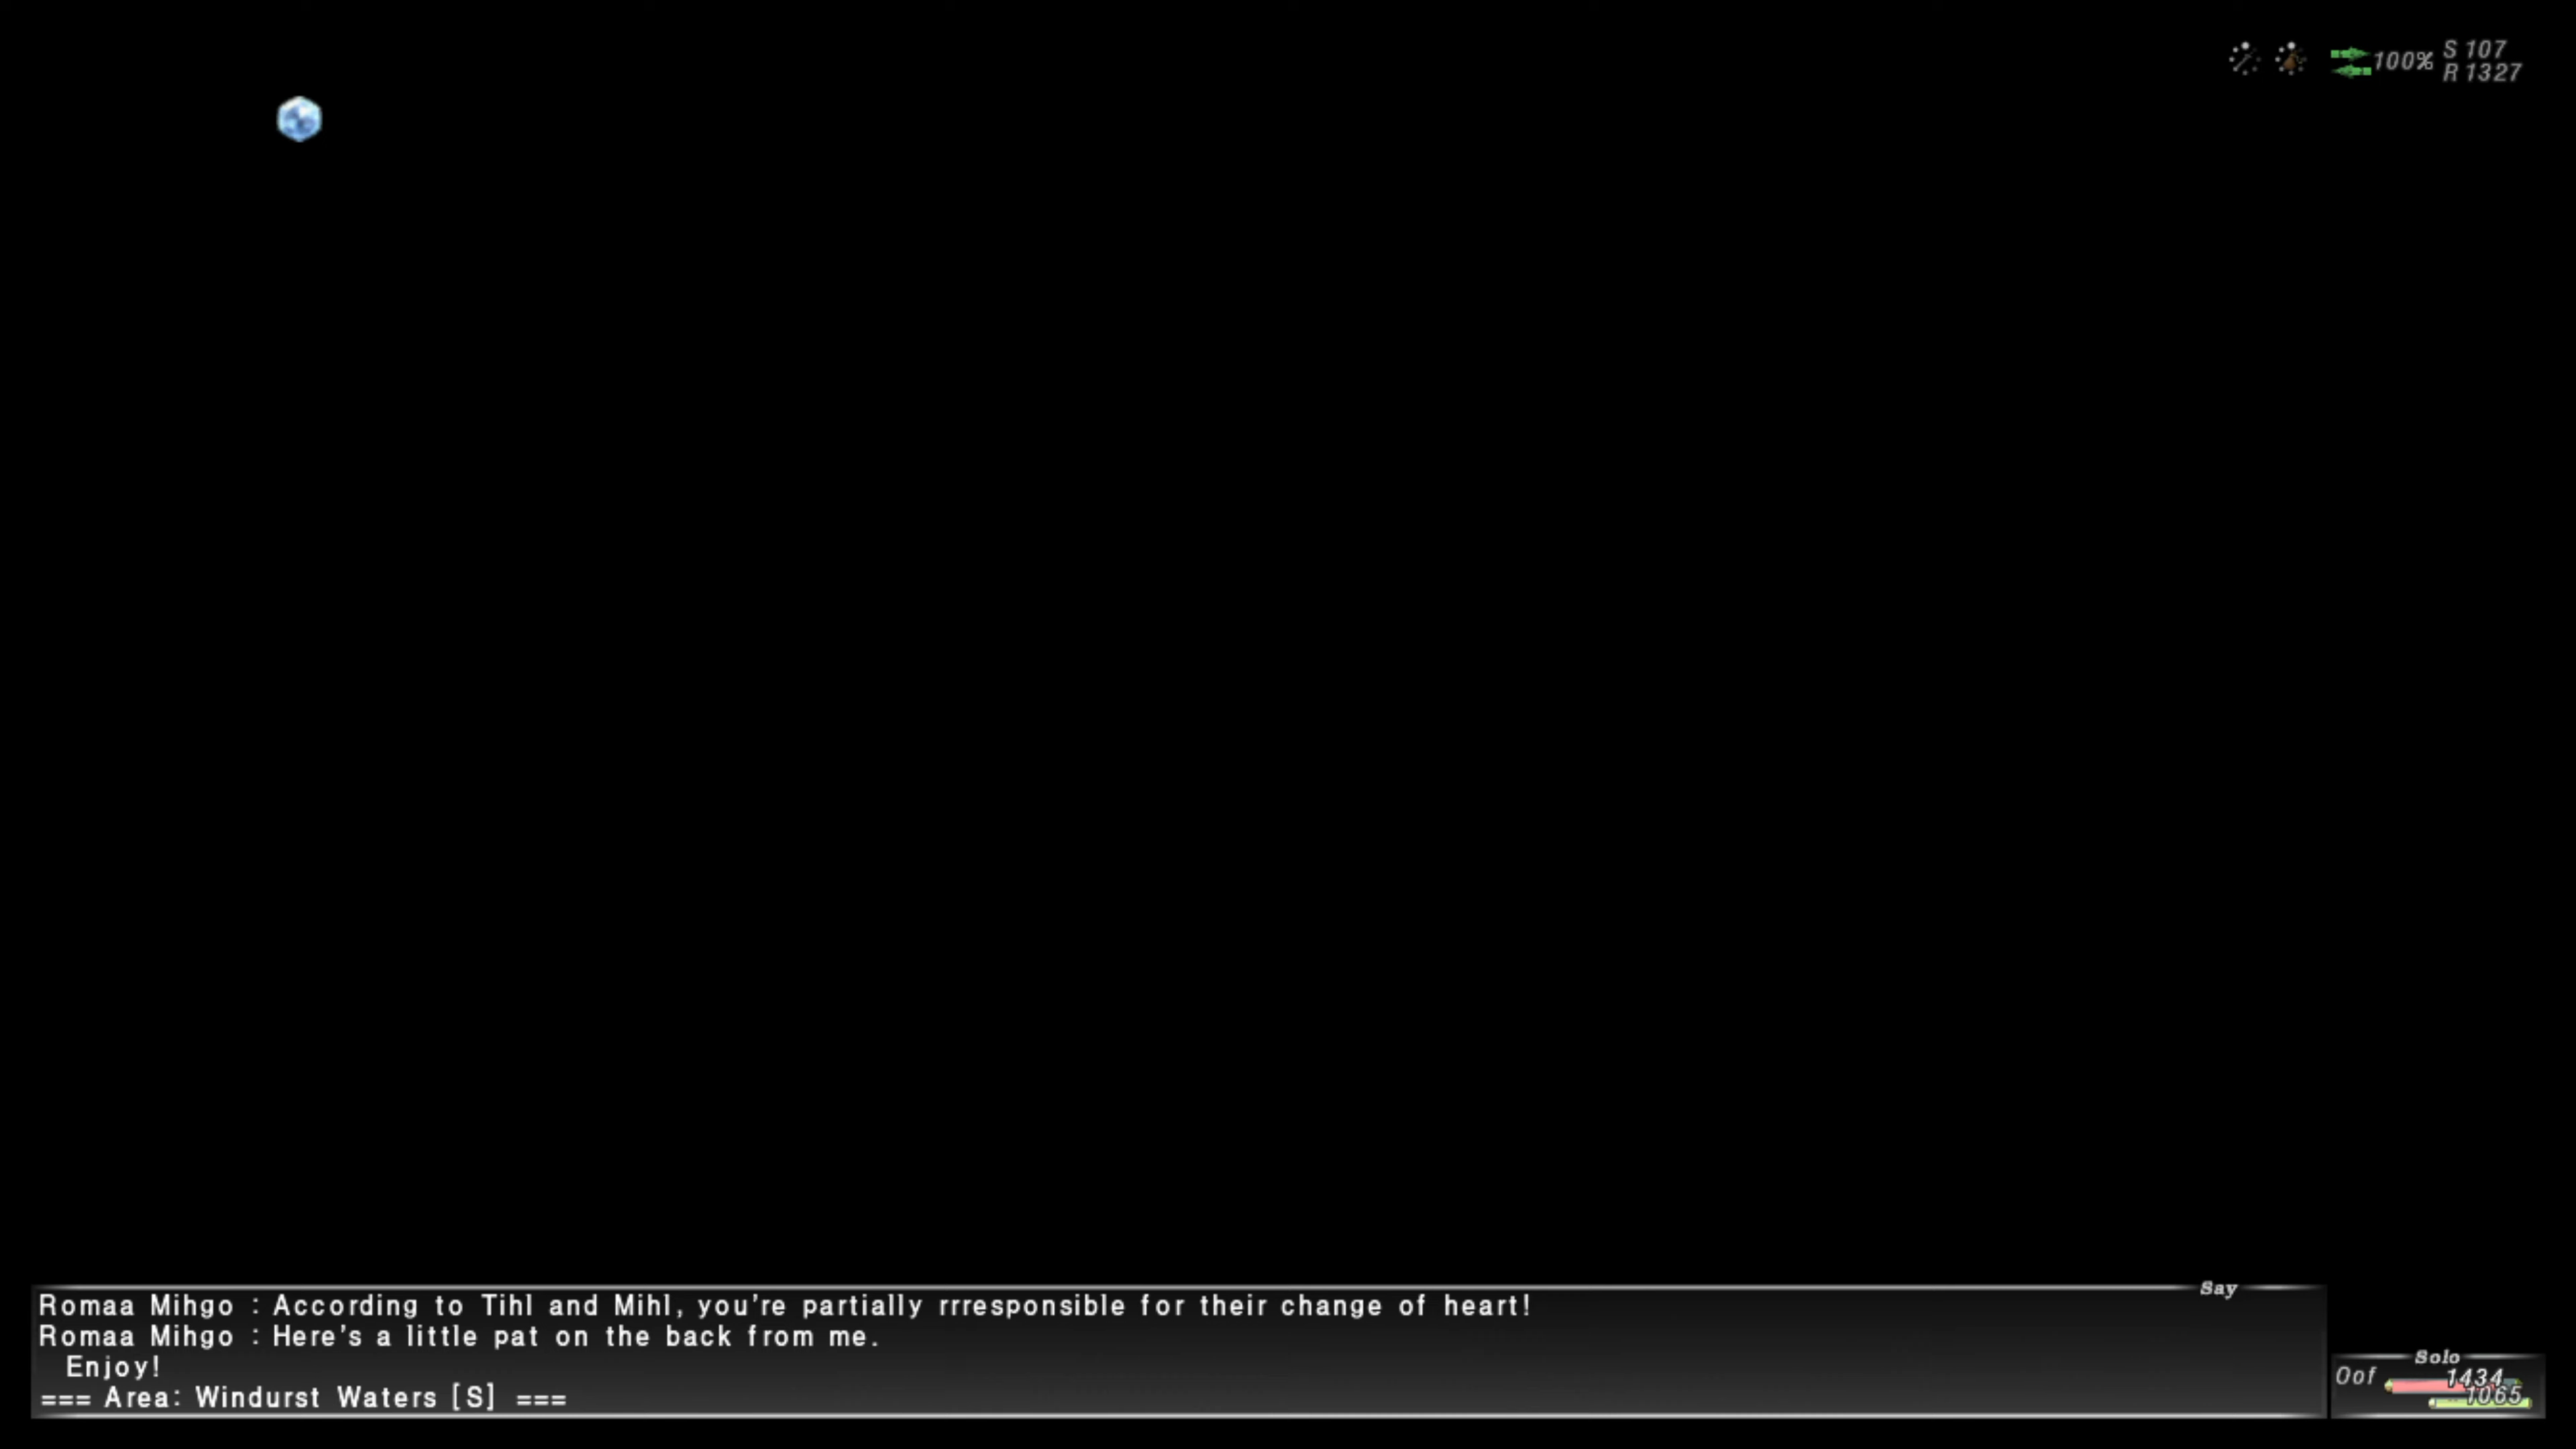 100% S 107
R 1327
Say
Romaa Mihgo : According to Tihl and Mihl, you're partially rrresponsible for their change of heart!
Romaa Mihgo : Here's a little pat on the back from me.
Enjoy!
=== Area: Windurst Waters [S] ===
Solo
Oof 1434
1065